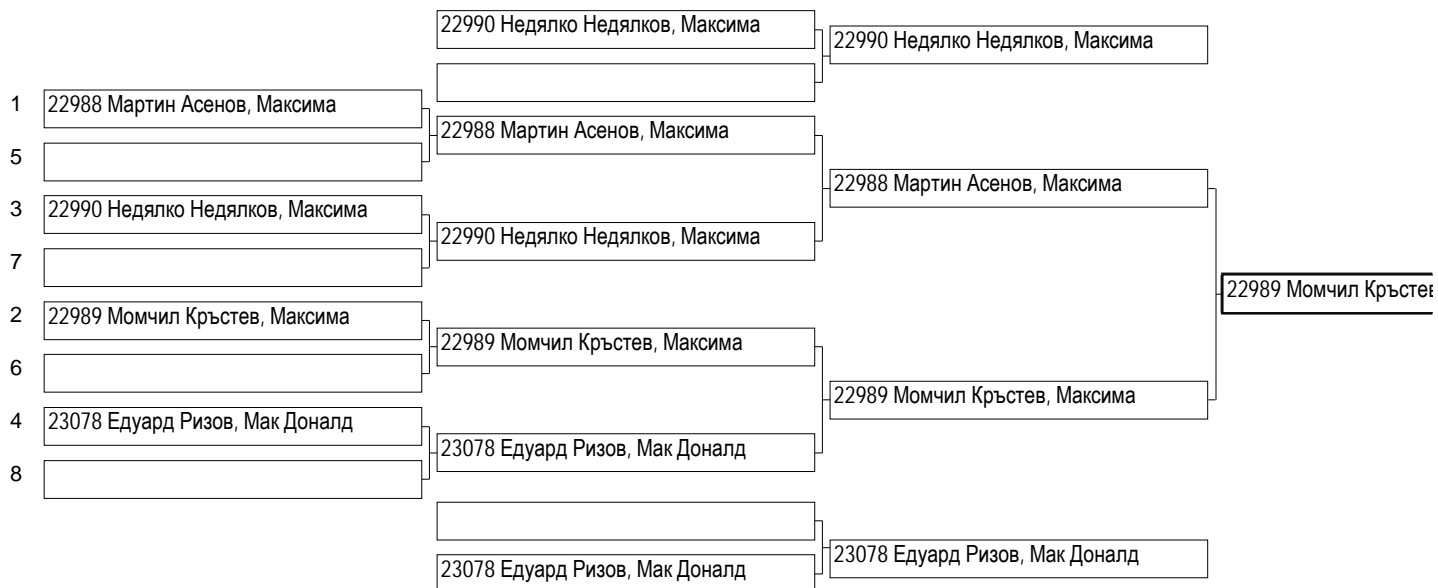 22990 Недялко Недялков, Максима
22990 Недялко Недялков, Максима
1 22988 Мартин Асенов, Максима
22988 Мартин Асенов, Максима
5
22988 Мартин Асенов, Максима
3 22990 Недялко Недялков, Максима
22990 Недялко Недялков, Максима
7
22989 Момчил Кръстев
2 22989 Момчил Кръстев, Максима
22989 Момчил Кръстев, Максима
6
22989 Момчил Кръстев, Максима
4 23078 Едуард Ризов, Мак Доналд
23078 Едуард Ризов, Мак Доналд
8
23078 Едуард Ризов, Мак Доналд
23078 Едуард Ризов, Мак Доналд